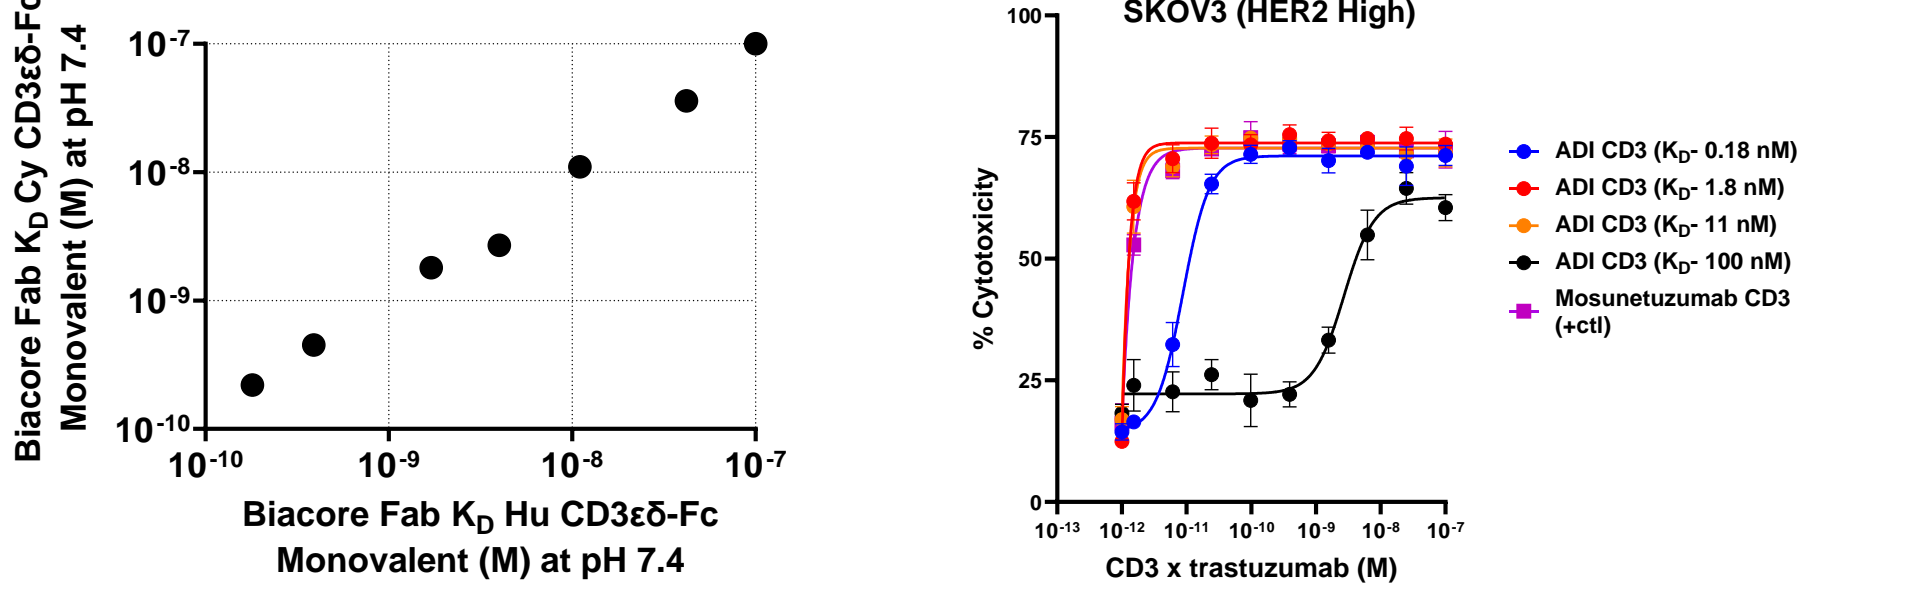 Biacore Fab KD Cy CD3εδ-Fc
Monovalent (M) at pH 7.4
10-7
10-8
10-9
10-10
10-10
10-9
10-8
10-7
Biacore Fab KD Hu CD3εδ-Fc
Monovalent (M) at pH 7.4
SKOV3 (HER2 High)
% Cytotoxicity
100
75
50
25
0
10-13
10-12
10-11
10-10
10-9
10-8
10-7
CD3 x trastuzumab (M)
ADI CD3 (KD- 0.18 nM)
ADI CD3 (KD- 1.8 nM)
ADI CD3 (KD- 11 nM)
ADI CD3 (KD- 100 nM)
Mosunetuzumab CD3
(+ctl)